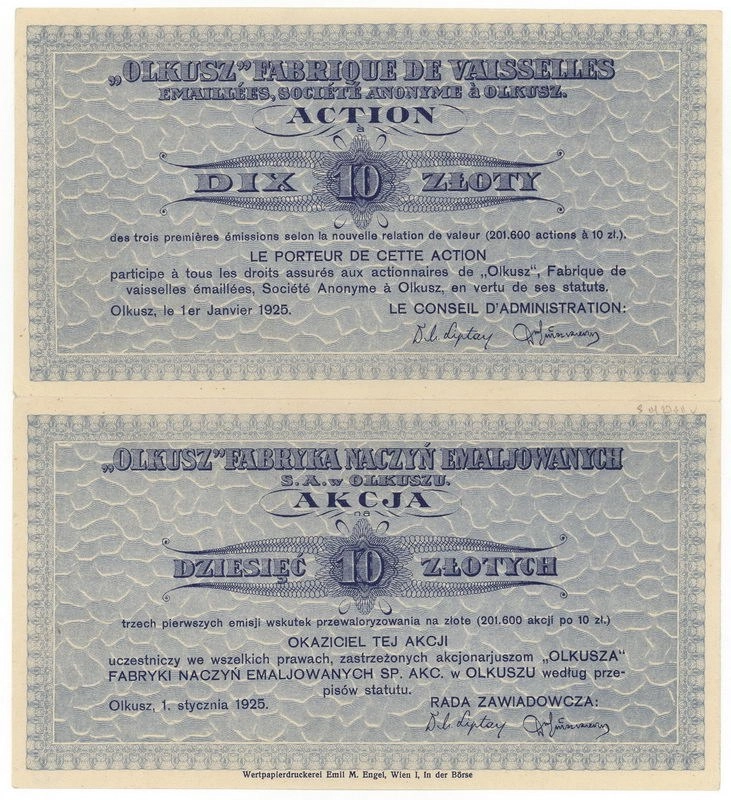 „OLKUSZ” FABRIQUE DE VAISSELLES
EMAILLÉES, SOCIÉTÉ ANONYME à OLKUSZ.
ACTION
à
DIX 10 ZŁOTY
des trois premières émissions selon la nouvelle relation de valeur (201.600 actions à 10 zł.).
LE PORTEUR DE CETTE ACTION
participe à tous les droits assurés aux actionnaires de „Olkusz“, Fabrique de
vaisselles émaillées, Société Anonyme à Olkusz, en vertu de ses statuts.
Olkusz, le 1er Janvier 1925. LE CONSEIL D'ADMINISTRATION:
„OLKUSZ” FABRYKA NACZYŃ EMALJOWANYCH
S. A. w OLKUSZU.
AKCJA
na
DZIESIĘĆ 10 ZŁOTYCH
trzech pierwszych emisji wskutek przewaloryzowania na złote (201.600 akcji po 10 zł.)
OKAZICIEL TEJ AKCJI
uczestniczy we wszelkich prawach, zastrzeżonych akcjonarjuszom „OLKUSZA“
FABRYKI NACZYŃ EMALJOWANYCH SP. AKC. w OLKUSZU według prze-
pisów statutu.
Olkusz, 1. stycznia 1925. RADA ZAWIADOWCZA:
Wertpapierdruckerei Emil M. Engel, Wien I, In der Börse